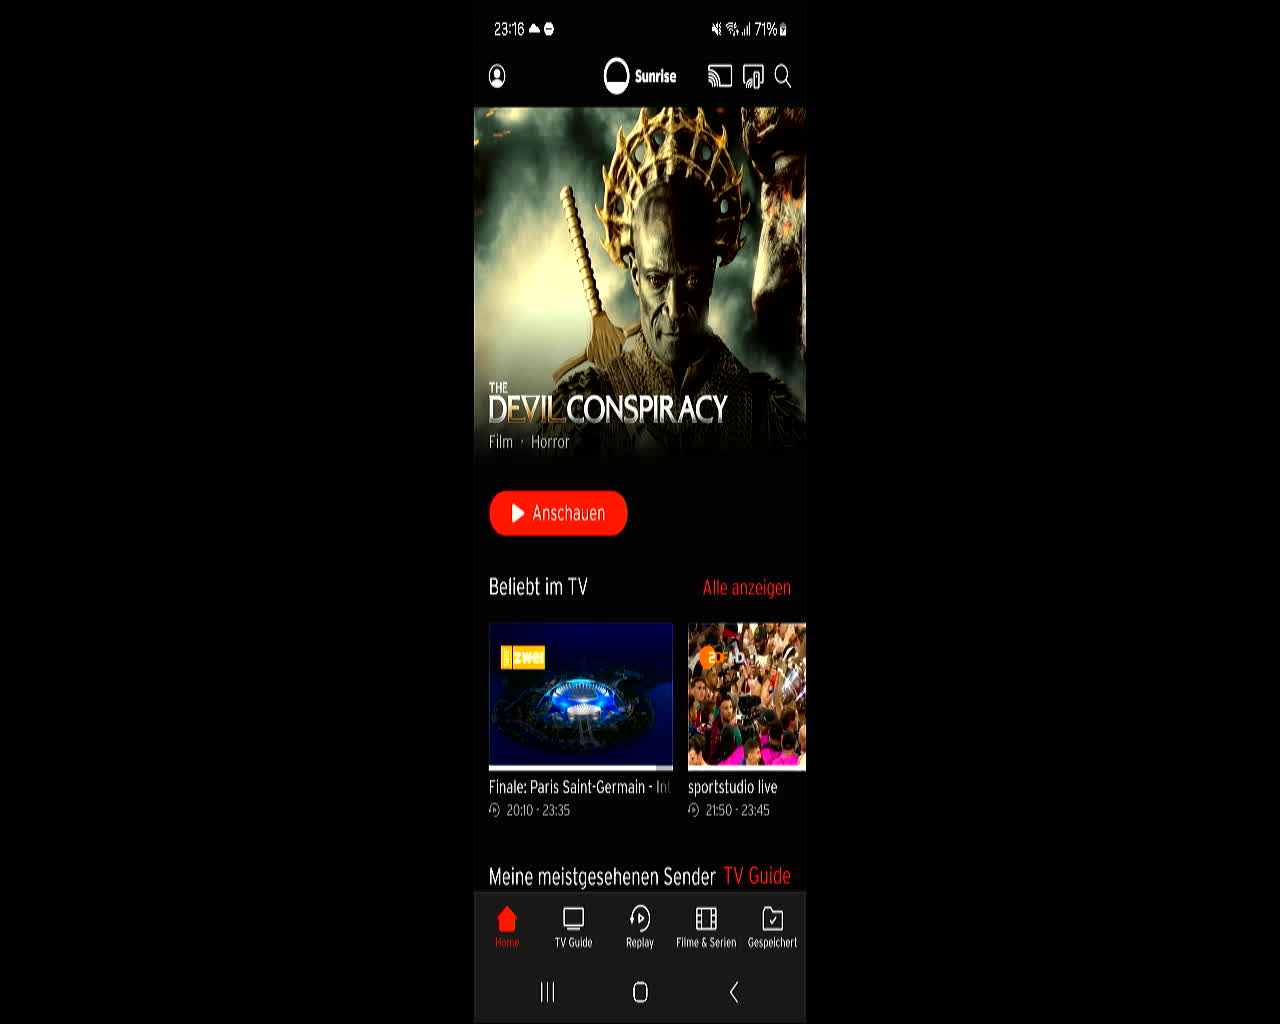 23:16
71%
Sunrise
THE
DEVIL CONSPIRACY
Film · Horror
Anschauen
Beliebt im TV
Alle anzeigen
zwei
ZDF HD
Finale: Paris Saint-Germain - Int
sportstudio live
20:10 - 23:35
21:50 - 23:45
Meine meistgesehenen Sender
TV Guide
Home
TV Guide
Replay
Filme & Serien
Gespeichert